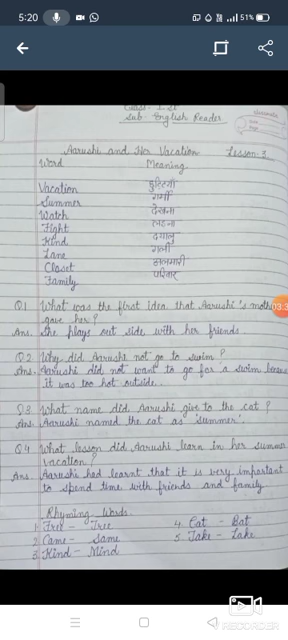 5:20
51%
Class- 1st
Sub- English Reader
Aarushi and Her Vacation Lesson-3
Word Meaning
Vacation छुट्टियाँ
Summer गर्मी
Watch देखना
Fight लड़ना
Kind दयालु
Lane गली
Closet अलमारी
Family परिवार
Q1. What was the first idea that Aarushi's moth
gave her?
Ans. She plays out side with her friends
Q2 Why did Aarushi not go to swim?
Ans- Aarushi did not want to go for a swim
it was too hot outside.
Q3 What name did Aarushi give to the cat?
Ans. Aarushi named the cat as 'summer'
Q4 What lesson did Aarushi learn in her summer
vacation?
Ans. Aarushi had learnt that it is very important
to spend time with friends and family
Rhyming Words
1. Free - Tree
2. Came - Same
3. Kind - Mind
4. Cat - Bat
5. Take - Lake
RECORDER